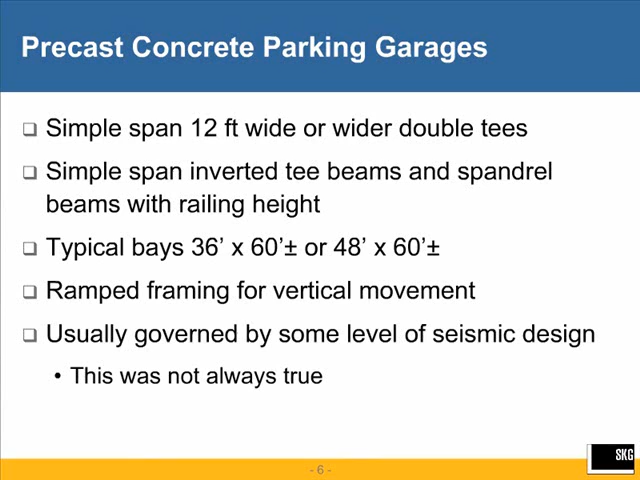 Precast Concrete Parking Garages
❑ Simple span 12 ft wide or wider double tees
❑ Simple span inverted tee beams and spandrel
beams with railing height
❑ Typical bays 36’ x 60’± or 48’ x 60’±
❑ Ramped framing for vertical movement
❑ Usually governed by some level of seismic design
• This was not always true
- 6 -
SKG